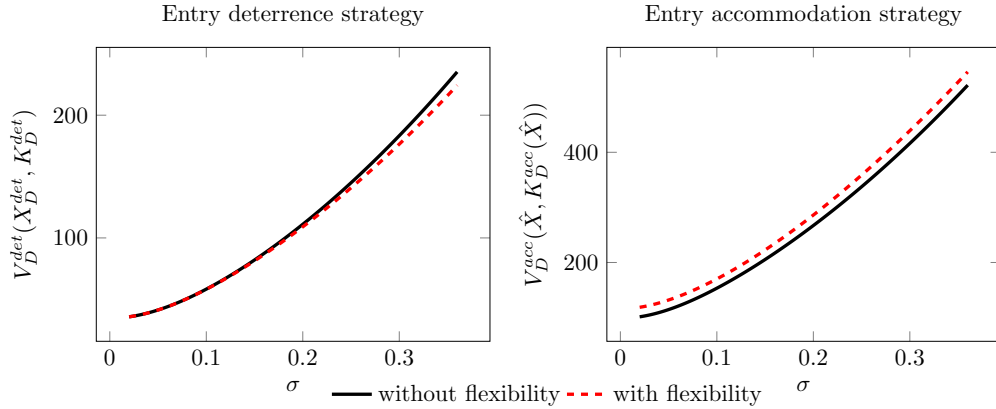 Entry deterrence strategy
V_D^{det}(X_D^{det}, K_D^{det})
200
100
0 0.1 0.2 0.3
σ
Entry accommodation strategy
V_D^{acc}(X̂, K_D^{acc}(X̂))
400
200
0 0.1 0.2 0.3
σ
without flexibility with flexibility